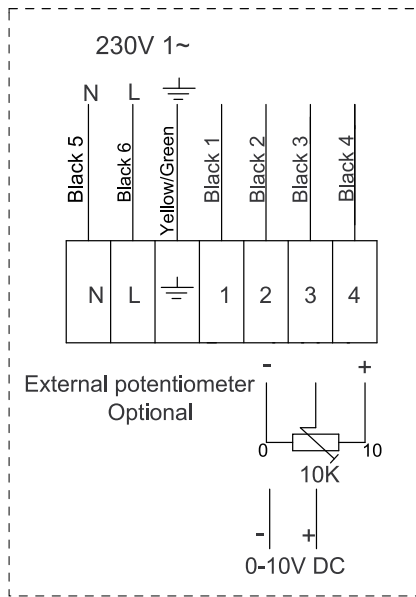 230V 1~
N L
Black 5
Black 6
Yellow/Green
Black 1
Black 2
Black 3
Black 4
N L 1 2 3 4
- +
External potentiometer
Optional
0 10
10K
- +
0-10V DC